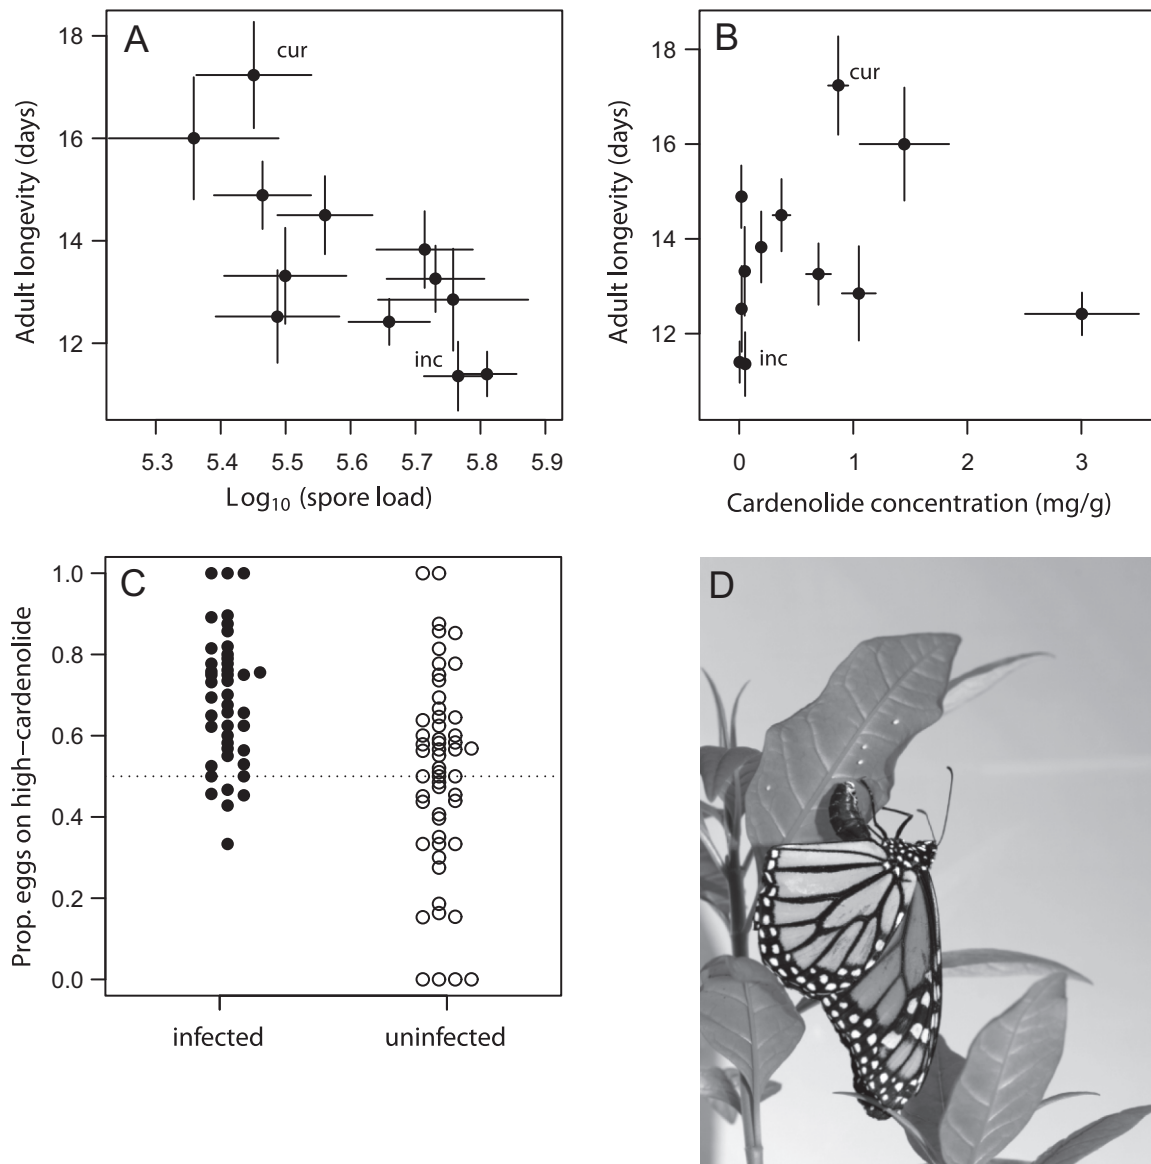 A
cur
inc
18
16
14
12
Adult longevity (days)
5.3 5.4 5.5 5.6 5.7 5.8 5.9
Log₁₀ (spore load)
B
cur
inc
18
16
14
12
Adult longevity (days)
0 1 2 3
Cardenolide concentration (mg/g)
C
1.0
0.8
0.6
0.4
0.2
0.0
Prop. eggs on high−cardenolide
infected uninfected
D